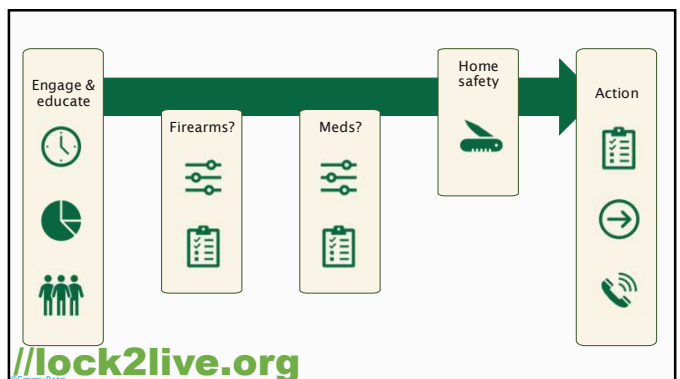 Engage &
educate
Firearms?
Meds?
Home
safety
Action
//lock2live.org